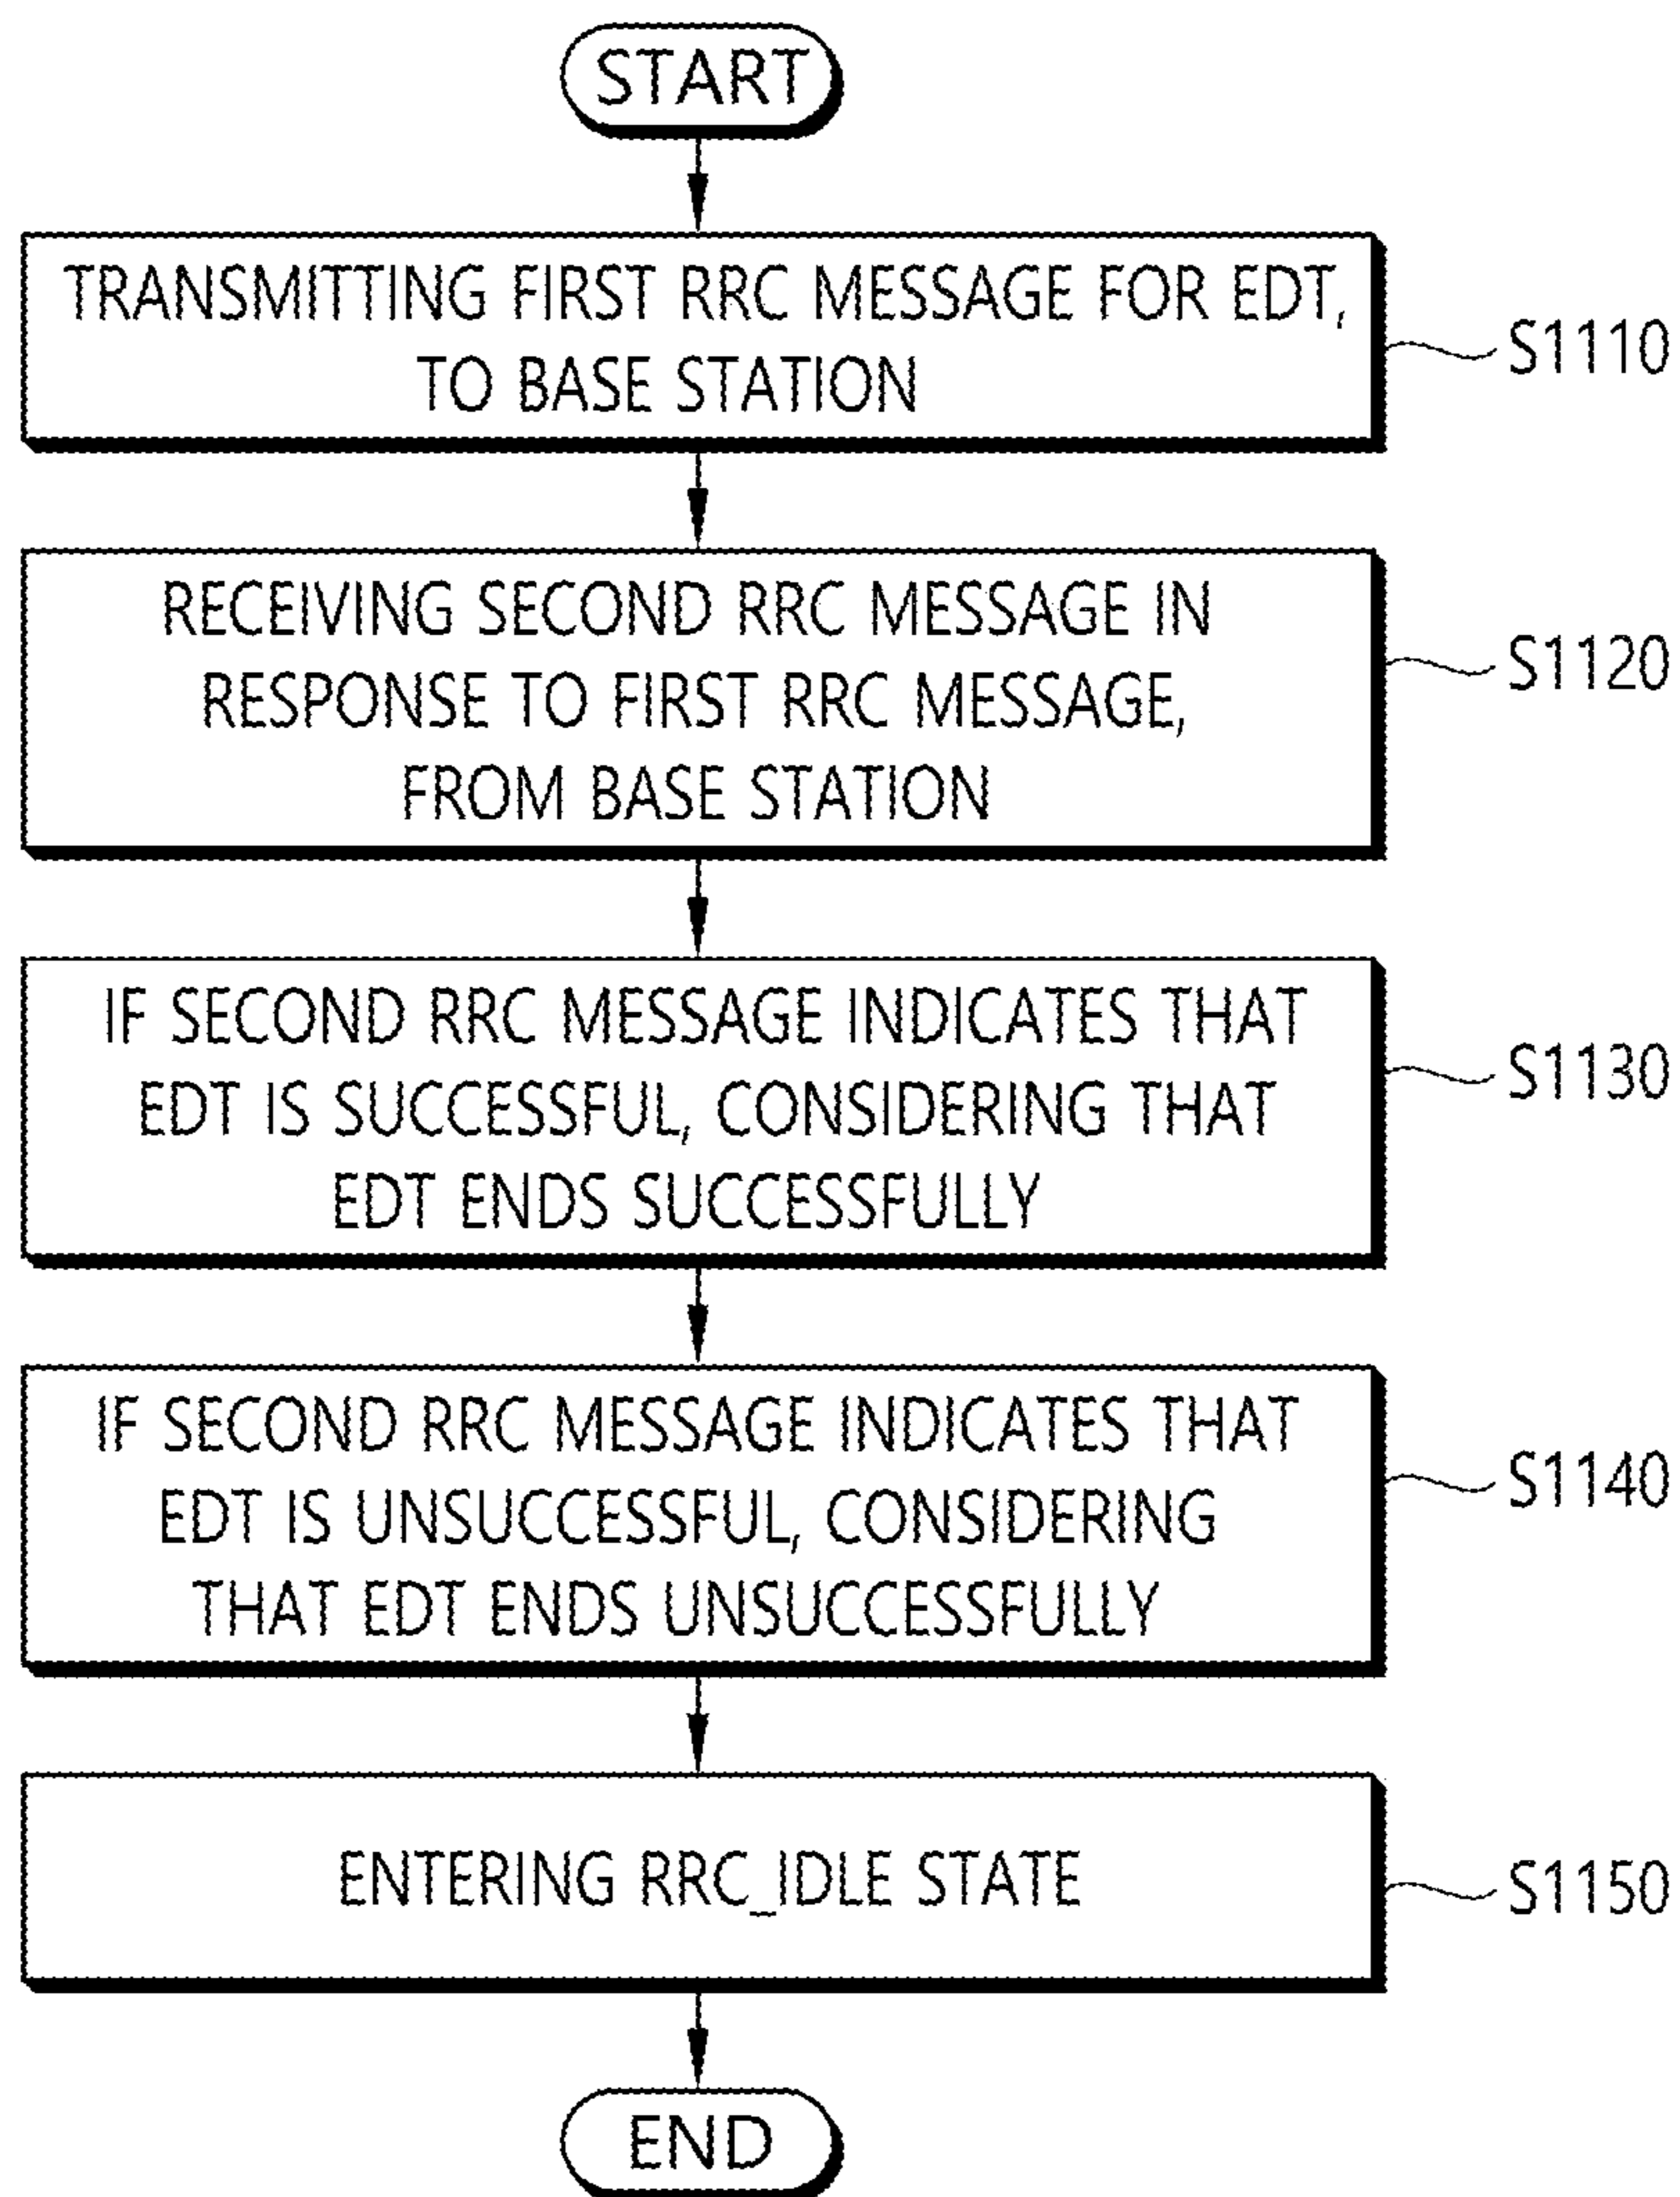 START
TRANSMITTING FIRST RRC MESSAGE FOR EDT,
TO BASE STATION
S1110
RECEIVING SECOND RRC MESSAGE IN
RESPONSE TO FIRST RRC MESSAGE,
FROM BASE STATION
S1120
IF SECOND RRC MESSAGE INDICATES THAT
EDT IS SUCCESSFUL, CONSIDERING THAT
EDT ENDS SUCCESSFULLY
S1130
IF SECOND RRC MESSAGE INDICATES THAT
EDT IS UNSUCCESSFUL, CONSIDERING
THAT EDT ENDS UNSUCCESSFULLY
S1140
ENTERING RRC_IDLE STATE
S1150
END